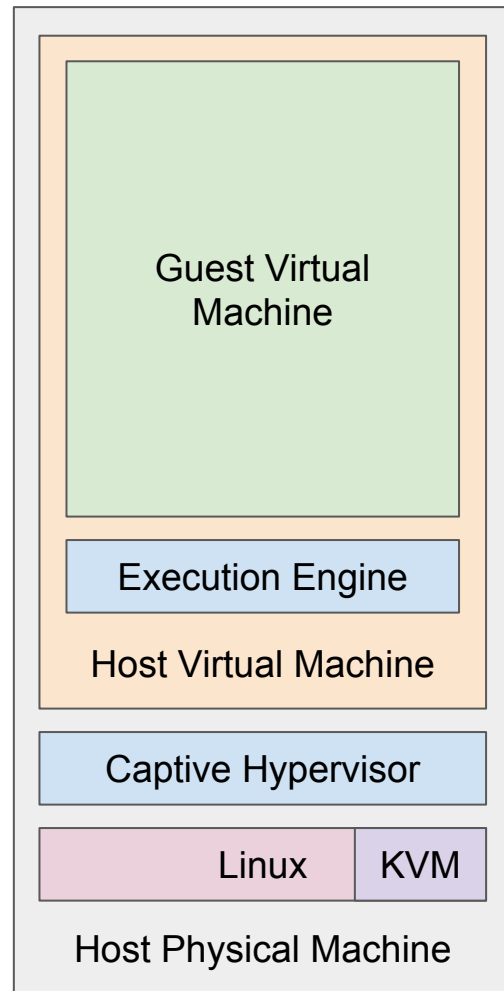 Guest Virtual
Machine
Execution Engine
Host Virtual Machine
Captive Hypervisor
Linux
KVM
Host Physical Machine